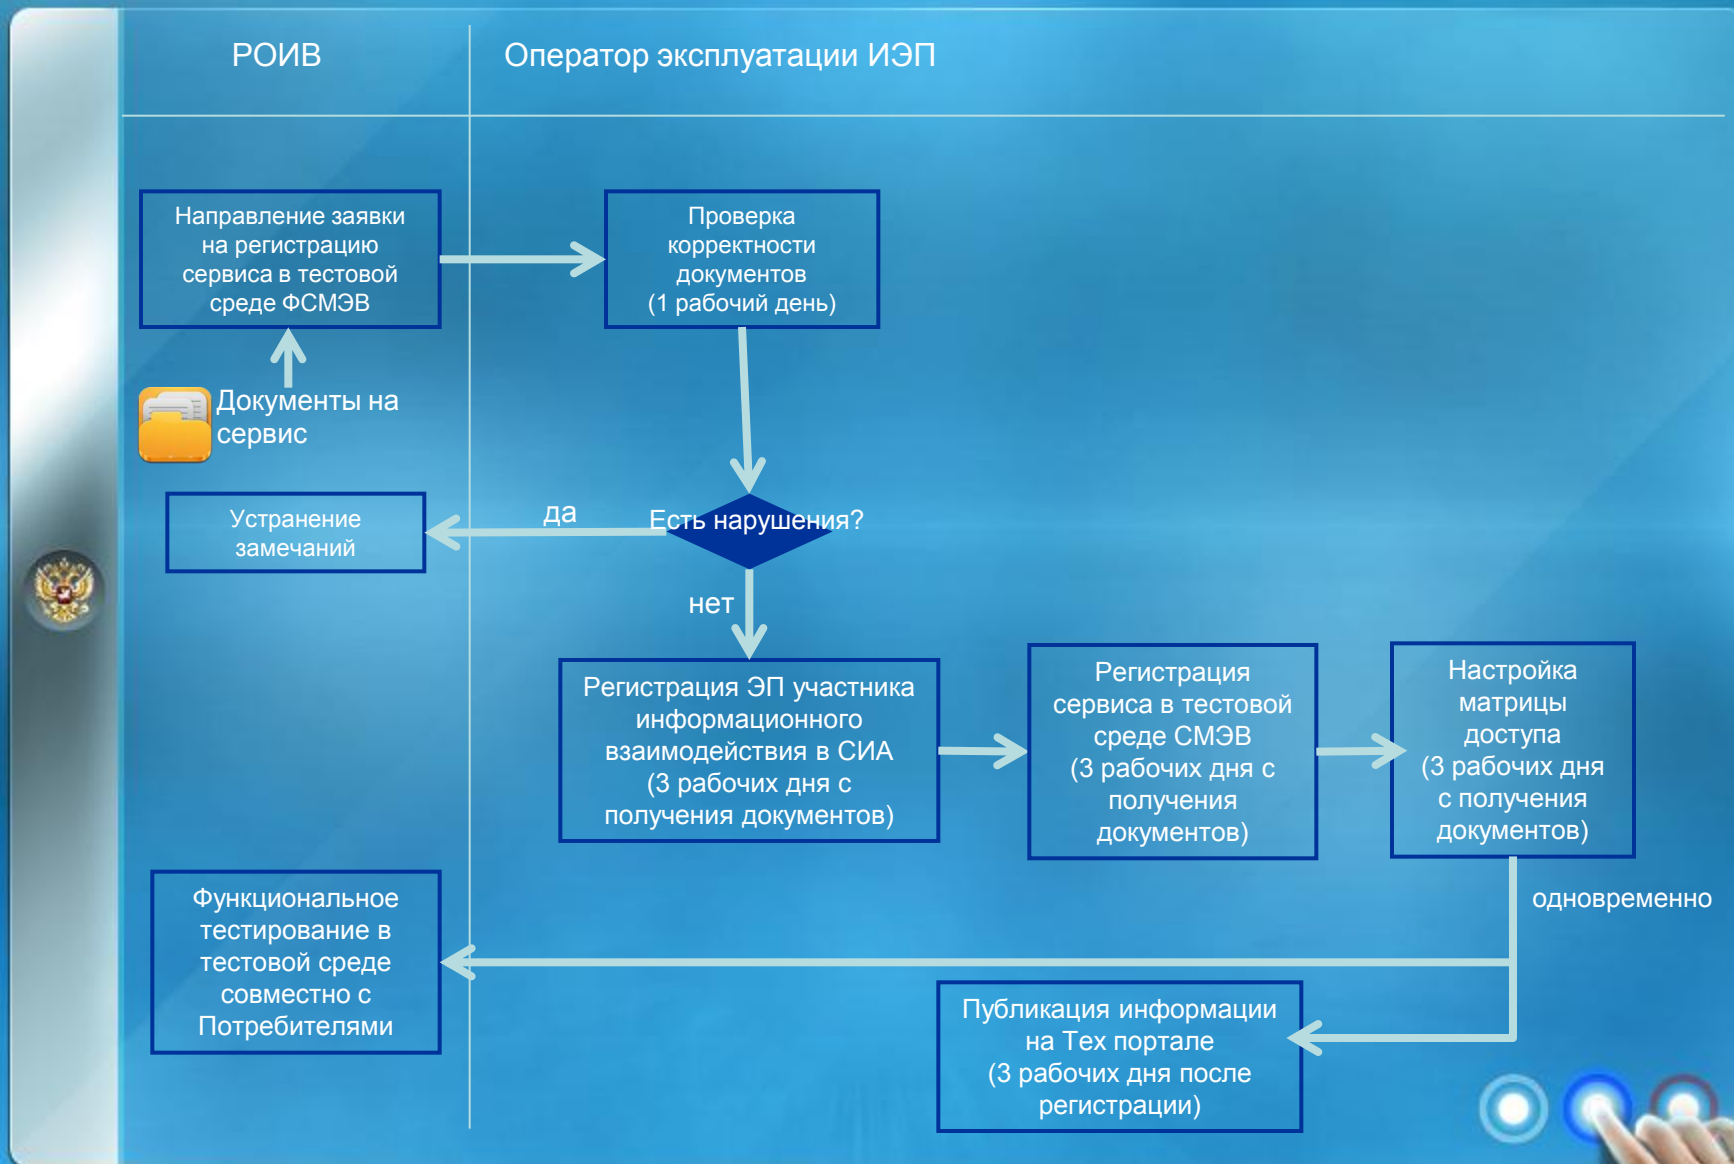 РОИВ
Оператор эксплуатации ИЭП
Направление заявки
на регистрацию
сервиса в тестовой
среде ФСМЭВ
Проверка
корректности
документов
(1 рабочий день)
Документы на
сервис
Устранение
замечаний
да
Есть нарушения?
нет
Регистрация ЭП участника
информационного
взаимодействия в СИА
(3 рабочих дня с
получения документов)
Регистрация
сервиса в тестовой
среде СМЭВ
(3 рабочих дня с
получения
документов)
Настройка
матрицы
доступа
(3 рабочих дня
с получения
документов)
одновременно
Функциональное
тестирование в
тестовой среде
совместно с
Потребителями
Публикация информации
на Тех портале
(3 рабочих дня после
регистрации)